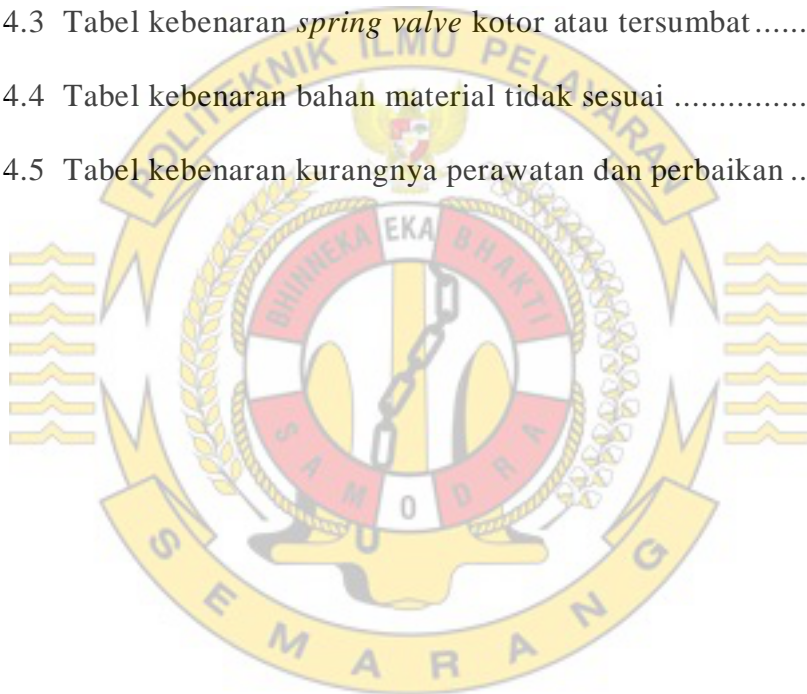 4.3 Tabel kebenaran spring valve kotor atau tersumbat ......
4.4 Tabel kebenaran bahan material tidak sesuai ...............
4.5 Tabel kebenaran kurangnya perawatan dan perbaikan ..
POLITEKNIK ILMU PELAYARAN
BHINNEKA EKA BHAKTI
SAMODRA
SEMARANG